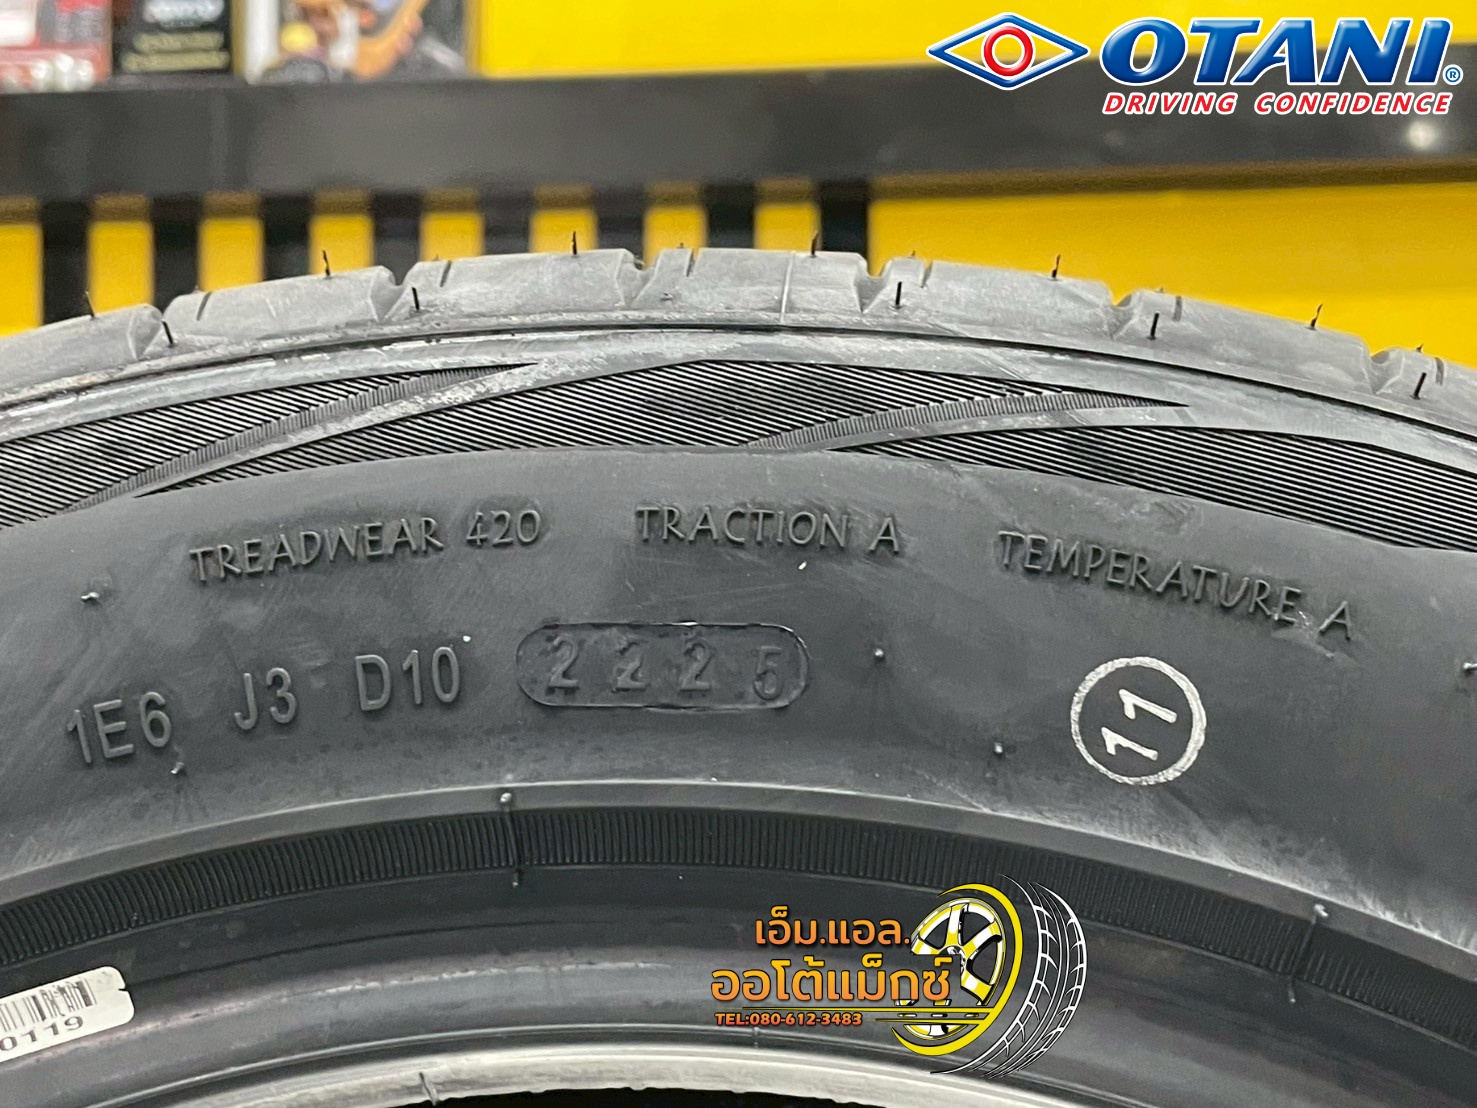 OTANI®
DRIVING CONFIDENCE
TREADWEAR 420 TRACTION A TEMPERATURE A
1E6 J3 D10 2225
11
0119
เอ็ม.แอล.
ออโต้แม็กซ์
TEL:080-612-3483